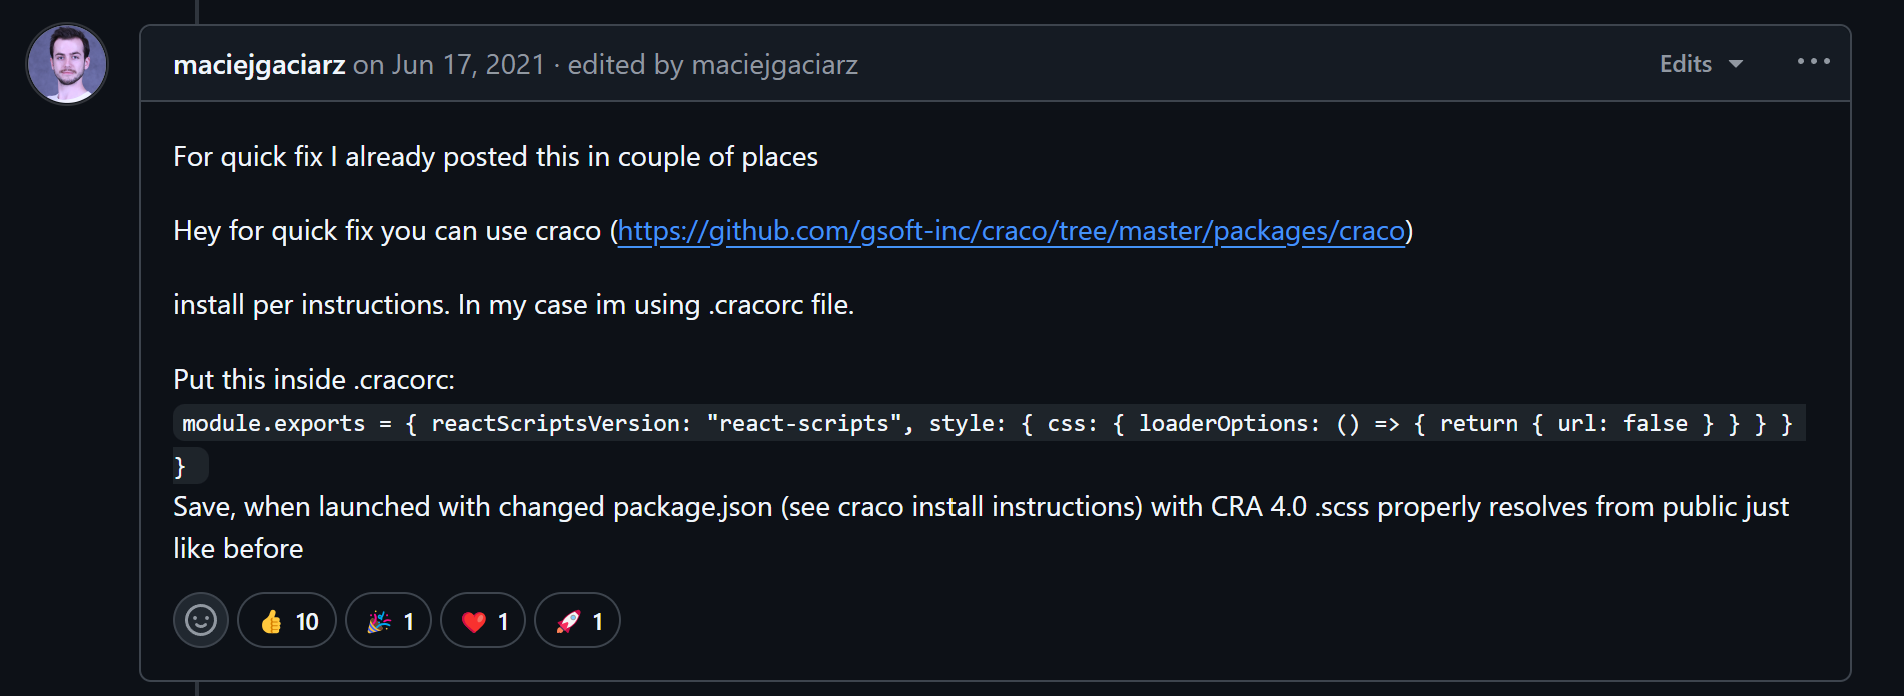 maciejgaciarz on Jun 17, 2021 · edited by maciejgaciarz Edits
For quick fix I already posted this in couple of places
Hey for quick fix you can use craco (https://github.com/gsoft-inc/craco/tree/master/packages/craco)
install per instructions. In my case im using .cracorc file.
Put this inside .cracorc:
module.exports = { reactScriptsVersion: "react-scripts", style: { css: { loaderOptions: () => { return { url: false } } } }
}
Save, when launched with changed package.json (see craco install instructions) with CRA 4.0 .scss properly resolves from public just
like before
👍 10 🎉 1 ❤️ 1 🚀 1